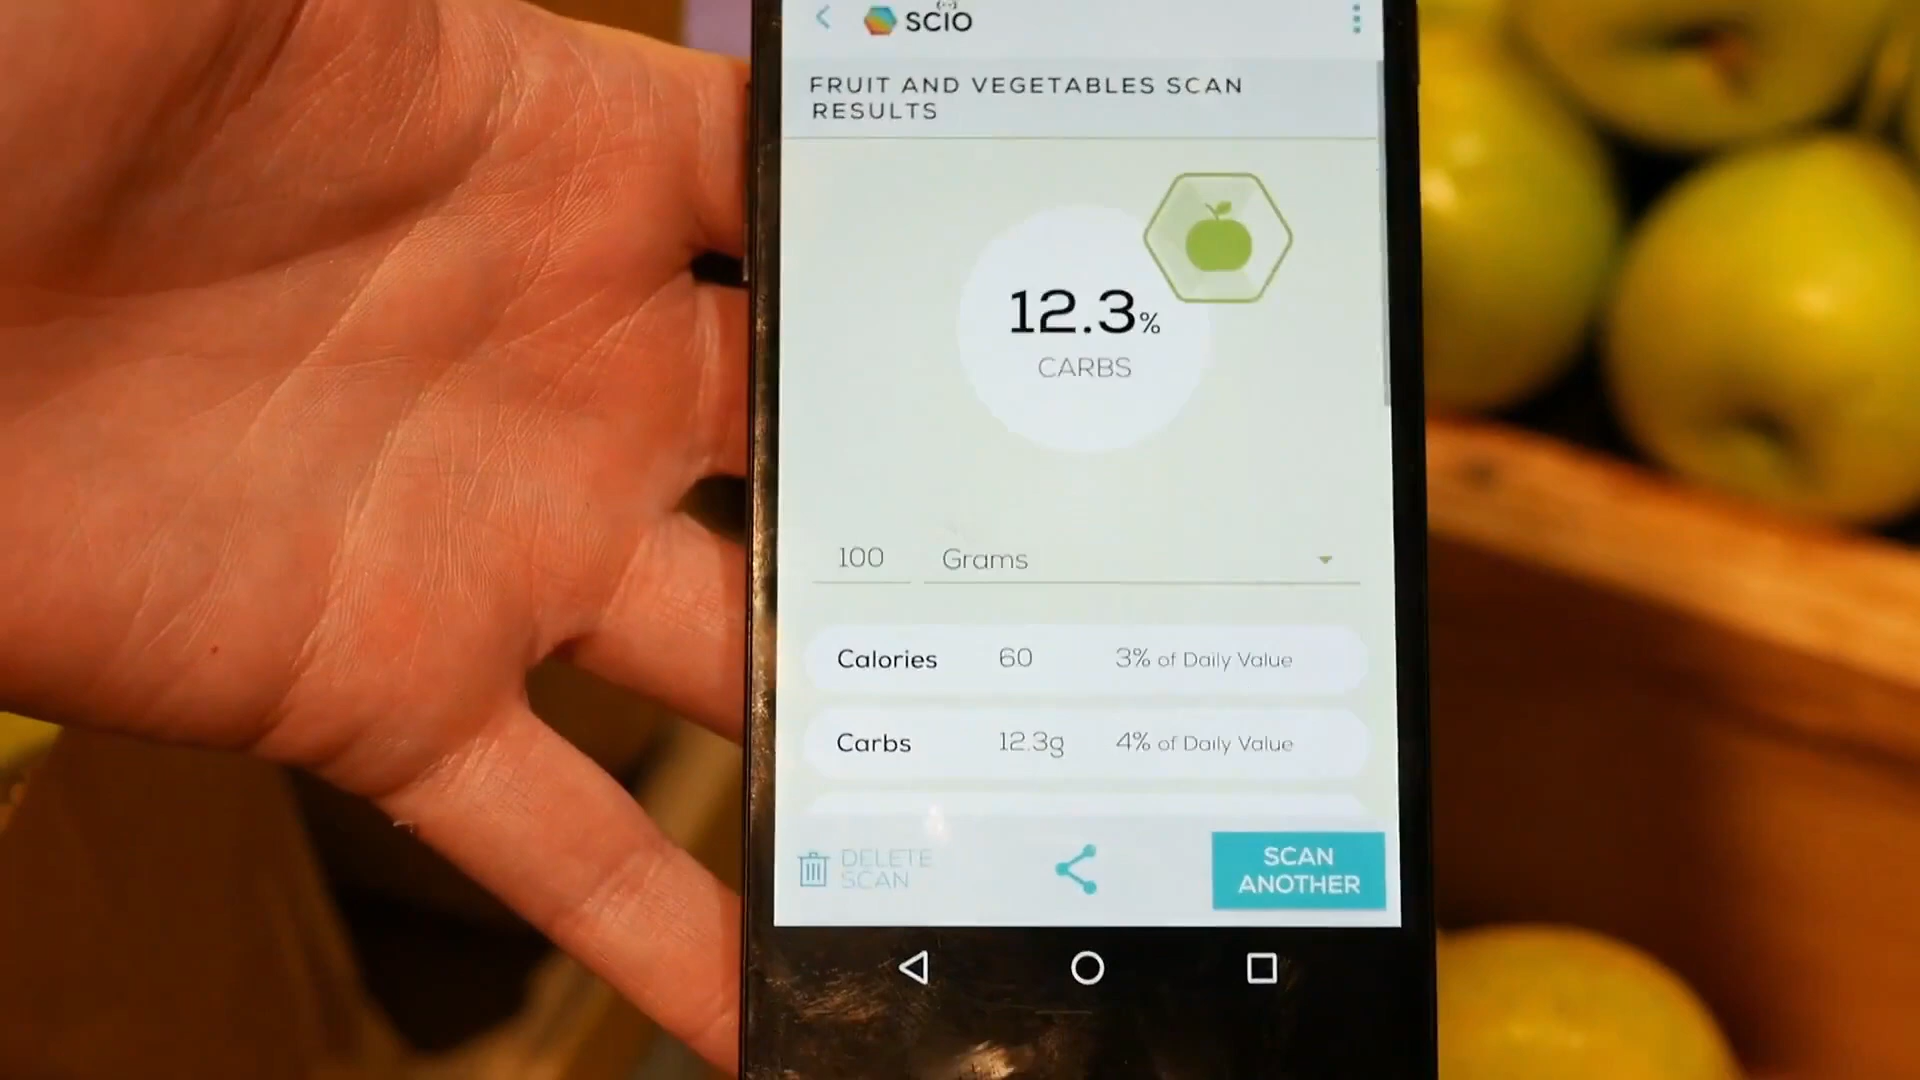 SCiO
FRUIT AND VEGETABLES SCAN
RESULTS
12.3%
CARBS
100 Grams
Calories 60 3% of Daily Value
Carbs 12.3g 4% of Daily Value
DELETE
SCAN
SCAN
ANOTHER